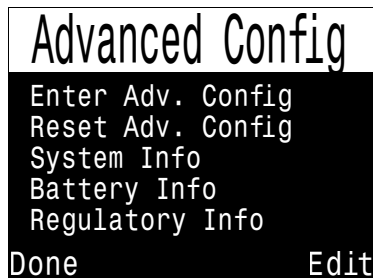 Advanced Config
Enter Adv. Config
Reset Adv. Config
System Info
Battery Info
Regulatory Info
Done Edit